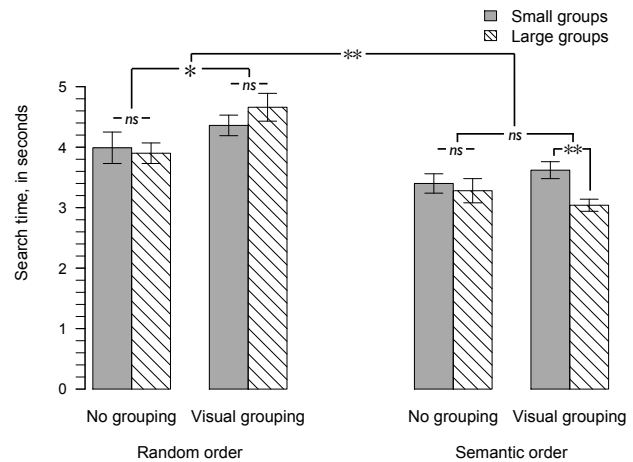 Small groups
Large groups
**
*
ns
ns
ns
ns
**
Search time, in seconds
5
4
3
2
1
0
No grouping Visual grouping No grouping Visual grouping
Random order Semantic order